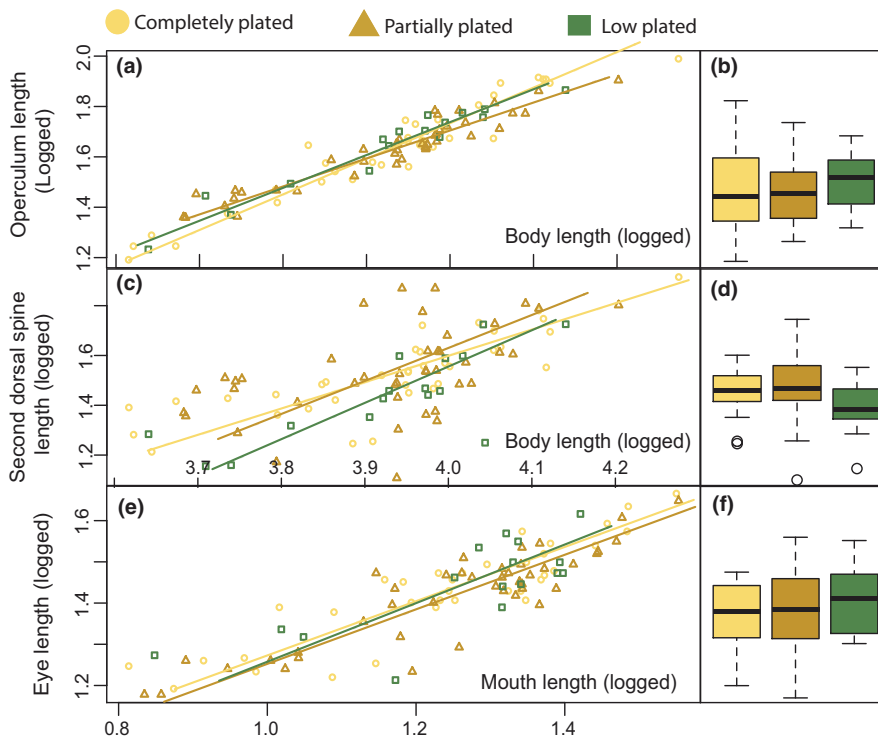 Completely plated
Partially plated
Low plated
(a)
(b)
Operculum length
(Logged)
2.0
1.8
1.6
1.4
1.2
Body length (logged)
(c)
(d)
Second dorsal spine
length (logged)
1.6
1.4
1.2
Body length (logged)
3.7
3.8
3.9
4.0
4.1
4.2
(e)
(f)
Eye length (logged)
1.6
1.4
1.2
Mouth length (logged)
0.8
1.0
1.2
1.4